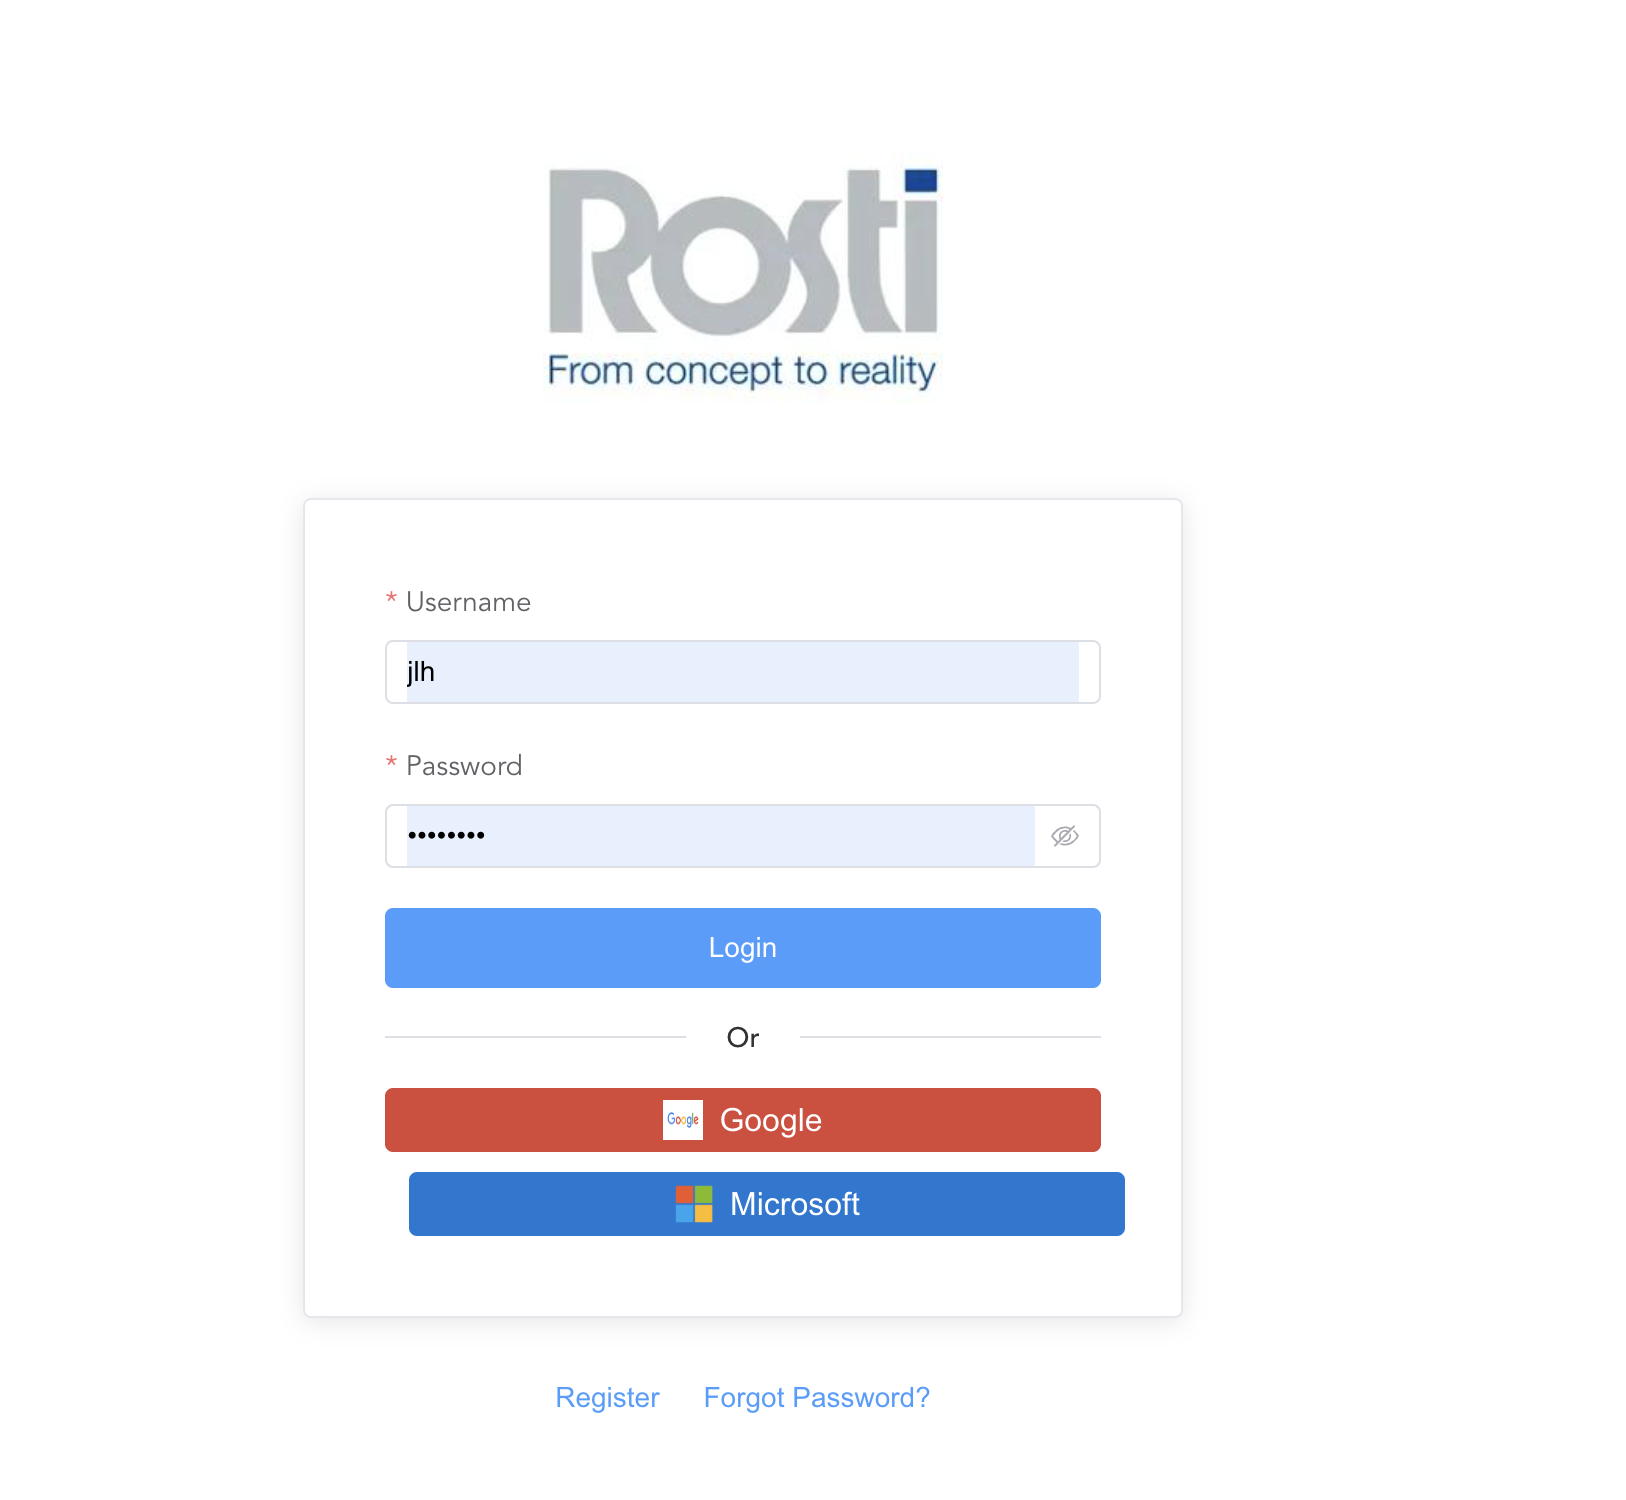 Rosti
From concept to reality
* Username
jlh
* Password
••••••••
Login
Or
Google Google
Microsoft
Register Forgot Password?